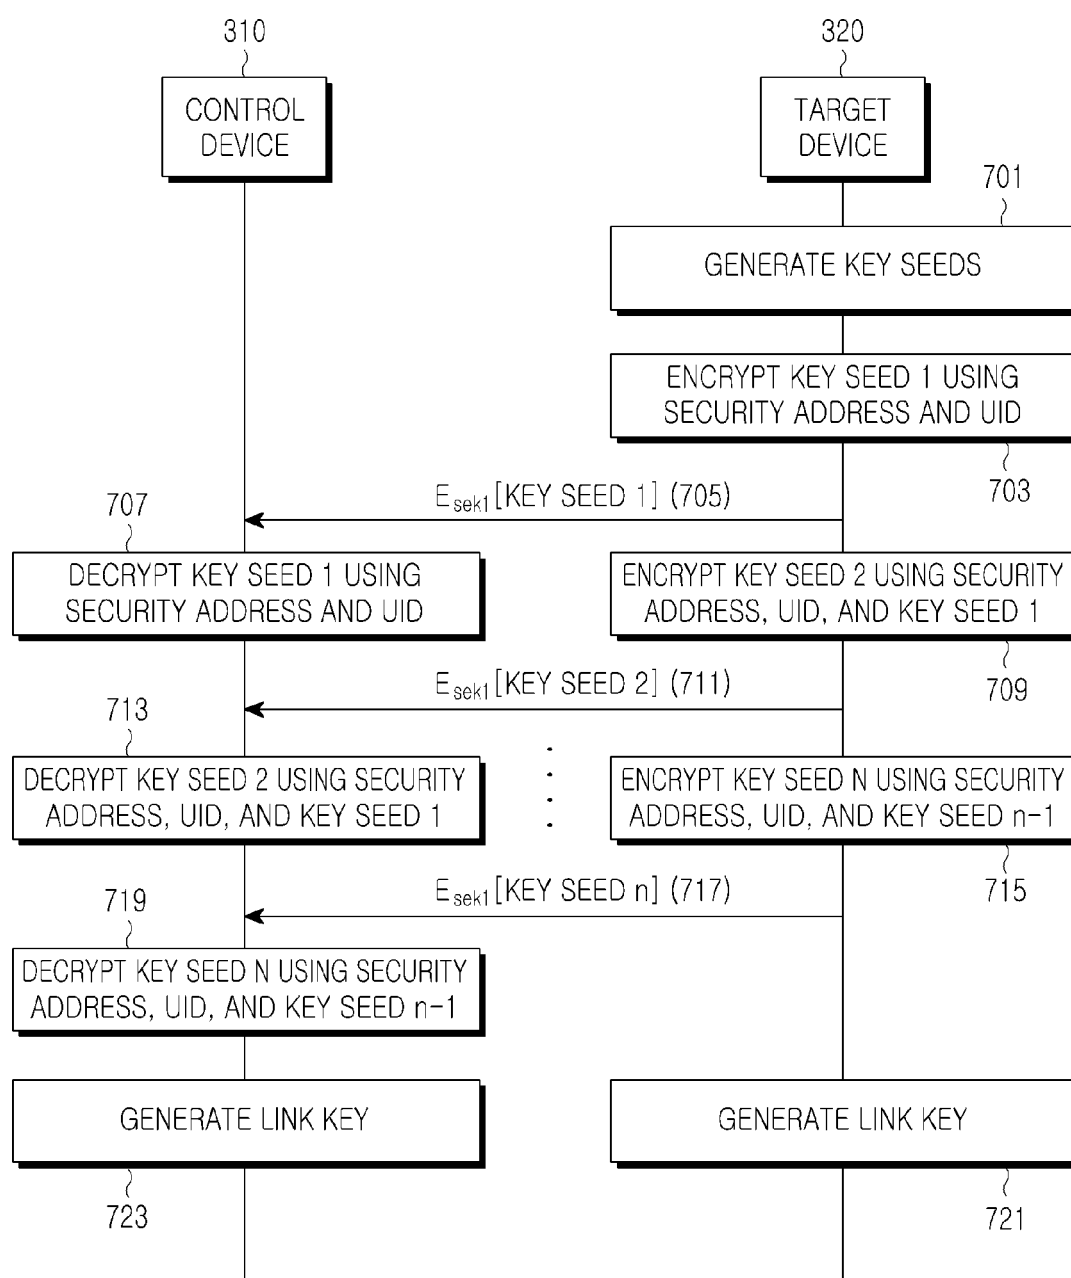 310
320
CONTROL
DEVICE
TARGET
DEVICE
701
GENERATE KEY SEEDS
ENCRYPT KEY SEED 1 USING
SECURITY ADDRESS AND UID
703
E_sek1[KEY SEED 1] (705)
707
DECRYPT KEY SEED 1 USING
SECURITY ADDRESS AND UID
ENCRYPT KEY SEED 2 USING SECURITY
ADDRESS, UID, AND KEY SEED 1
709
E_sek1[KEY SEED 2] (711)
713
DECRYPT KEY SEED 2 USING SECURITY
ADDRESS, UID, AND KEY SEED 1
ENCRYPT KEY SEED N USING SECURITY
ADDRESS, UID, AND KEY SEED n-1
715
E_sek1[KEY SEED n] (717)
719
DECRYPT KEY SEED N USING SECURITY
ADDRESS, UID, AND KEY SEED n-1
GENERATE LINK KEY
GENERATE LINK KEY
723
721